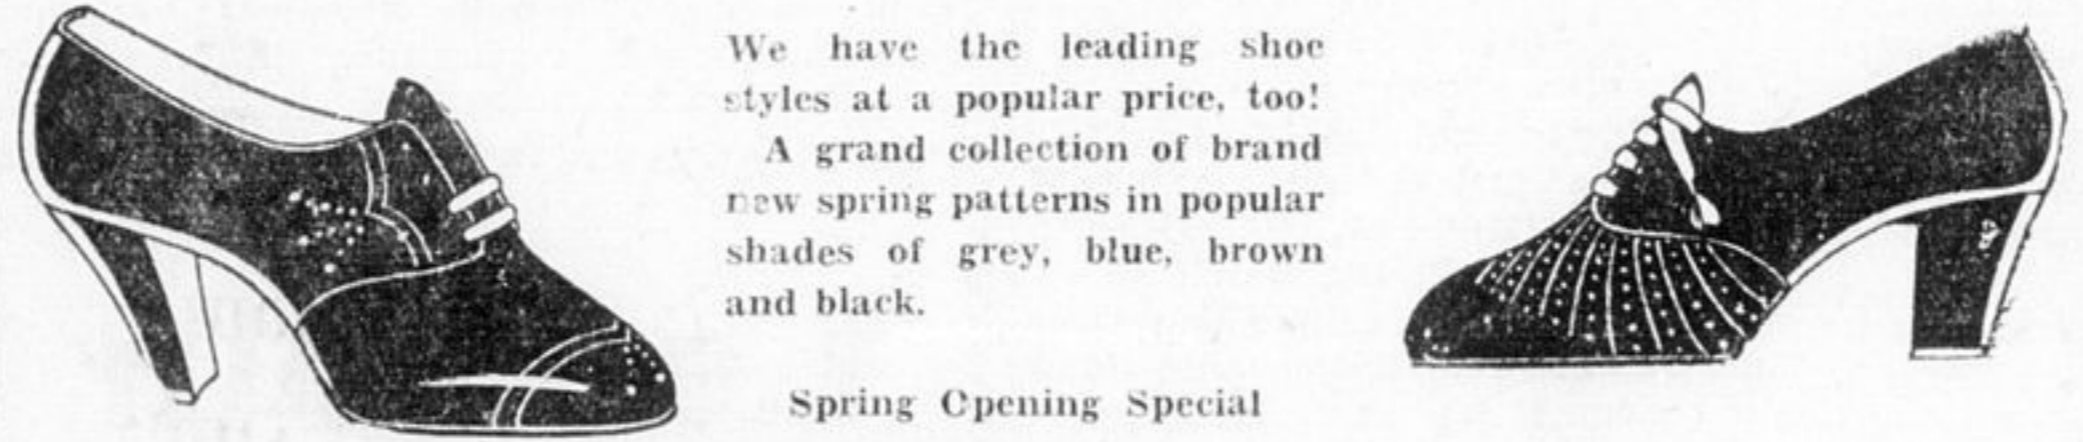 We have the leading shoe
styles at a popular price, too!
A grand collection of brand
new spring patterns in popular
shades of grey, blue, brown
and black.
Spring Opening Special